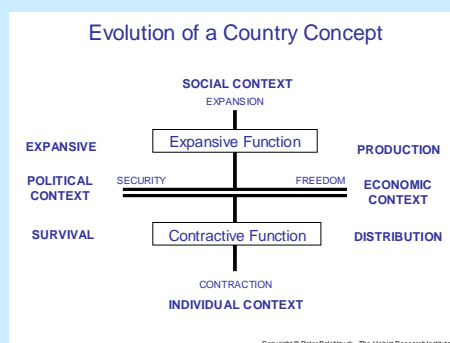 Evolution of a Country Concept
SOCIAL CONTEXT
EXPANSION
EXPANSIVE
Expansive Function
PRODUCTION
POLITICAL
CONTEXT
SECURITY
FREEDOM
ECONOMIC
CONTEXT
SURVIVAL
Contractive Function
DISTRIBUTION
CONTRACTION
INDIVIDUAL CONTEXT